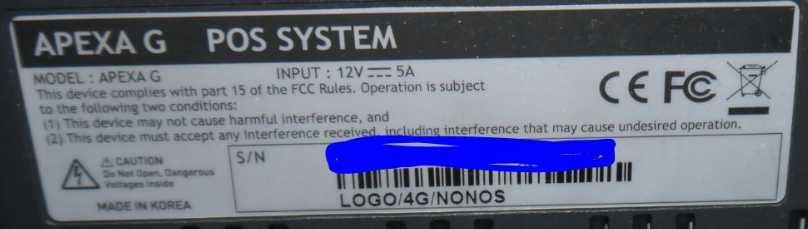 APEXA G POS SYSTEM
MODEL : APEXA G INPUT : 12V 5A
This device complies with part 15 of the FCC Rules. Operation is subject
to the following two conditions:
(1) This device may not cause harmful interference, and
(2) This device must accept any interference received, including interference that may cause undesired operation.
CE FC
CAUTION
Do Not Open, Dangerous
Voltages Inside
MADE IN KOREA
S/N
LOGO/4G/NONOS